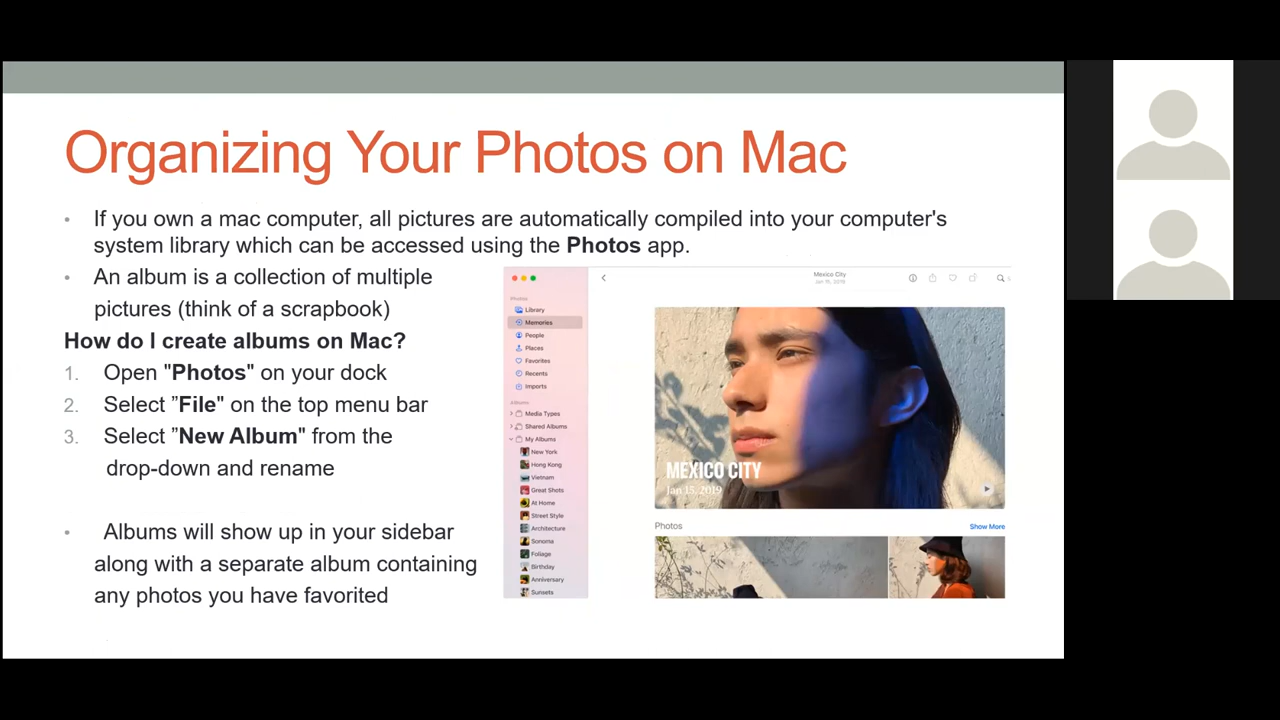 Organizing Your Photos on Mac
• If you own a mac computer, all pictures are automatically compiled into your computer's
system library which can be accessed using the Photos app.
• An album is a collection of multiple
pictures (think of a scrapbook)
How do I create albums on Mac?
1. Open "Photos" on your dock
2. Select ”File" on the top menu bar
3. Select ”New Album" from the
drop-down and rename
• Albums will show up in your sidebar
along with a separate album containing
any photos you have favorited
Photos
Library
Memories
People
Places
Favorites
Recents
Imports
Albums
Media Types
Shared Albums
My Albums
New York
Hong Kong
Vietnam
Great Shots
At Home
Street Style
Architecture
Sonoma
Foliage
Birthday
Anniversary
Sunsets
Mexico City
Jan 15, 2019
MEXICO CITY
Jan 15, 2019
Photos
Show More